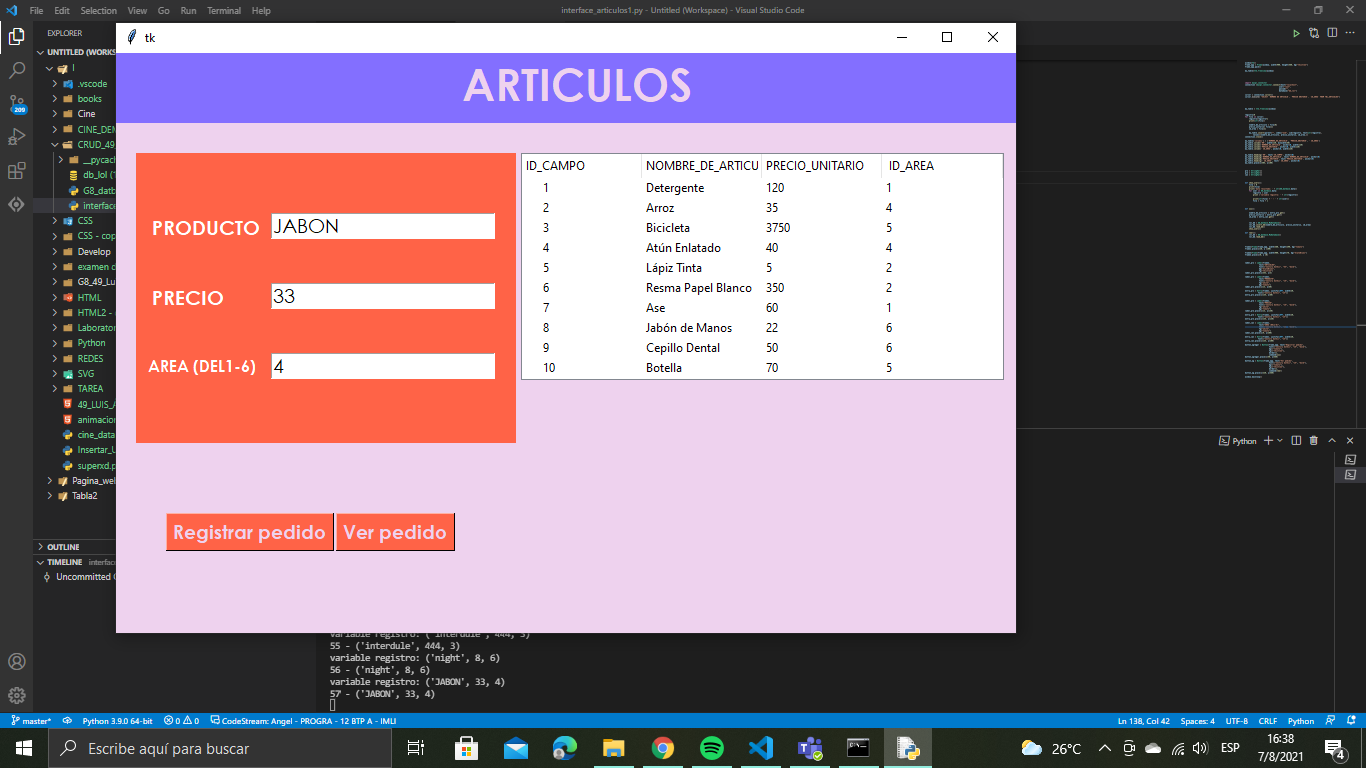 File Edit Selection View Go Run Terminal Help
interface_articulos1.py - Untitled (Workspace) - Visual Studio Code
EXPLORER
UNTITLED (WORKS
.vscode
books
Cine
CINE_DEM
CRUD_49
__pycach
db_lol (
G8_datb
interface
CSS
CSS - cop
Develop
examen d
G8_49_Lu
HTML
HTML2 -
Laborator
Python
REDES
SVG
TAREA
49_LUIS_A
animacion
cine_data
Insertar_U
superxd.p
Pagina_wel
Tabla2
OUTLINE
TIMELINE interfac
Uncommitted C
209
tk
ARTICULOS
PRODUCTO JABON
PRECIO 33
AREA (DEL1-6) 4
Registrar pedido Ver pedido
ID_CAMPO NOMBRE_DE_ARTICU PRECIO_UNITARIO ID_AREA
1 Detergente 120 1
2 Arroz 35 4
3 Bicicleta 3750 5
4 Atún Enlatado 40 4
5 Lápiz Tinta 5 2
6 Resma Papel Blanco 350 2
7 Ase 60 1
8 Jabón de Manos 22 6
9 Cepillo Dental 50 6
10 Botella 70 5
Python
variable registro: ('interdule', 444, 3)
55 - ('interdule', 444, 3)
variable registro: ('night', 8, 6)
56 - ('night', 8, 6)
variable registro: ('JABON', 33, 4)
57 - ('JABON', 33, 4)
master* Python 3.9.0 64-bit 0 0 CodeStream: Angel - PROGRA - 12 BTP A - IMLI
Ln 138, Col 42 Spaces: 4 UTF-8 CRLF Python
Escribe aquí para buscar
26°C ESP 16:38
7/8/2021
4